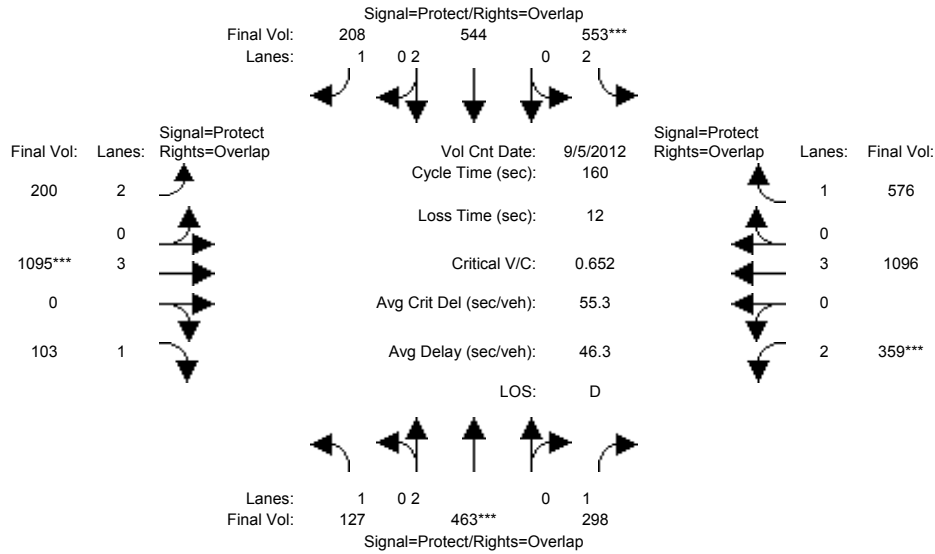 Signal=Protect/Rights=Overlap
Final Vol: 208 544 553***
Lanes: 1 0 2 0 2
Signal=Protect
Final Vol: Lanes: Rights=Overlap
Vol Cnt Date: 9/5/2012
Signal=Protect
Rights=Overlap Lanes: Final Vol:
200 2
Cycle Time (sec): 160
1 576
0
Loss Time (sec): 12
0
1095*** 3
Critical V/C: 0.652
3 1096
0 0
Avg Crit Del (sec/veh): 55.3
0
103 1
Avg Delay (sec/veh): 46.3
2 359***
LOS: D
Lanes: 1 0 2 0 1
Final Vol: 127 463*** 298
Signal=Protect/Rights=Overlap